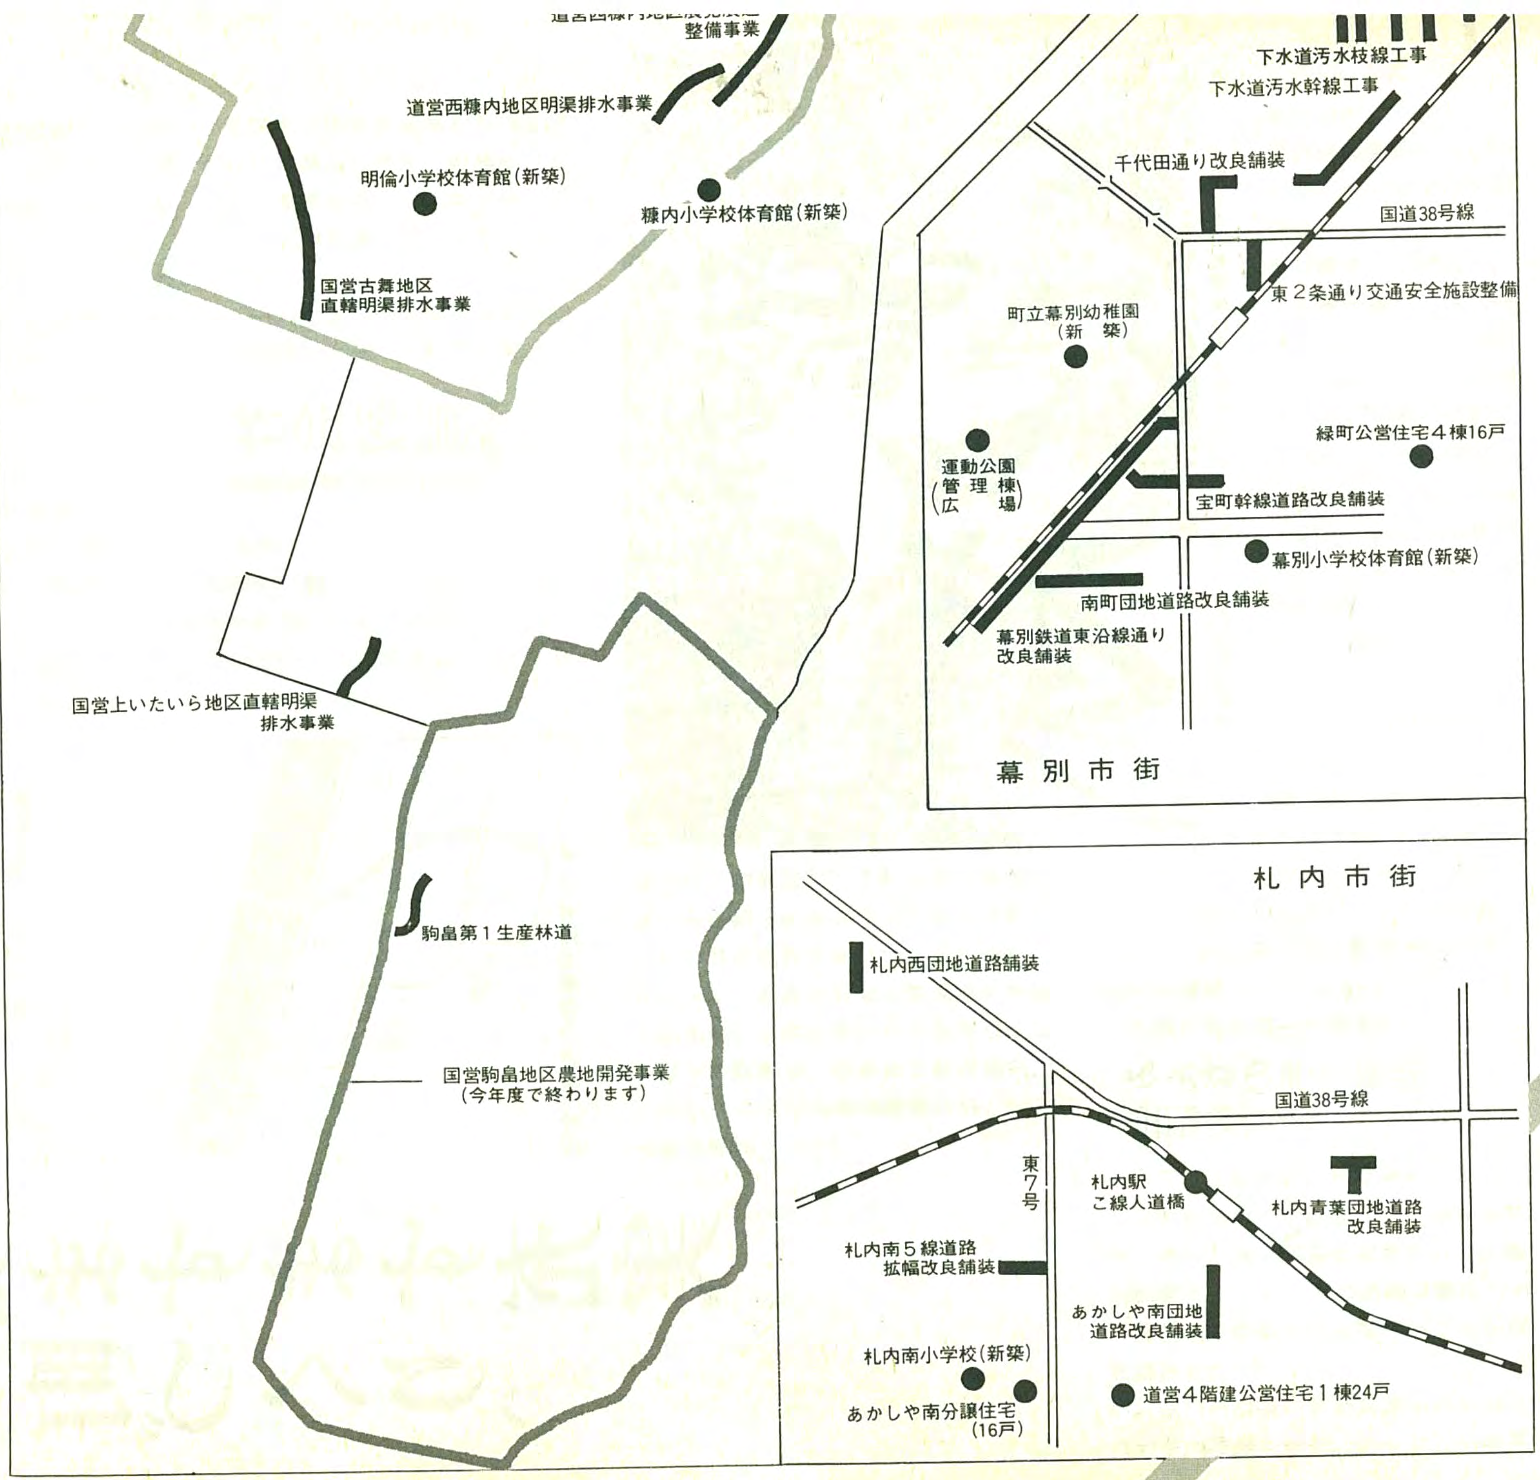 整備事業
道営西糠内地区明渠排水事業
明倫小学校体育館(新築)
糠内小学校体育館(新築)
国営古舞地区
直轄明渠排水事業
国営上いたいら地区直轄明渠
排水事業
駒畠第1生産林道
国営駒畠地区農地開発事業
(今年度で終わります)
下水道汚水枝線工事
下水道汚水幹線工事
千代田通り改良舗装
国道38号線
東2条通り交通安全施設整備
町立幕別幼稚園
(新 築)
運動公園
(管理棟
広 場)
緑町公営住宅4棟16戸
宝町幹線道路改良舗装
幕別小学校体育館(新築)
南町団地道路改良舗装
幕別鉄道東沿線通り
改良舗装
幕別市街
札内市街
札内西団地道路舗装
国道38号線
東7号
札内駅
こ線人道橋
札内青葉団地道路
改良舗装
札内南5線道路
拡幅改良舗装
あかしや南団地
道路改良舗装
札内南小学校(新築)
あかしや南分譲住宅
(16戸)
道営4階建公営住宅1棟24戸